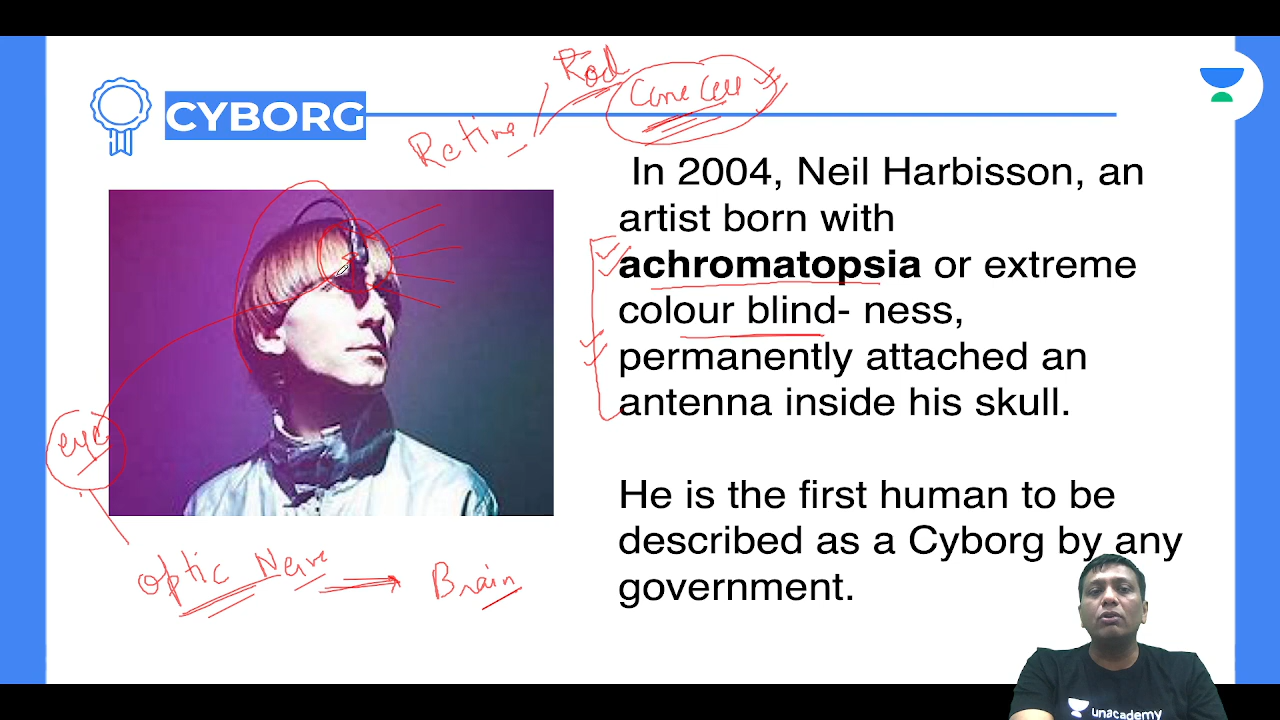 Rod
Cone Cell
CYBORG
Retina
In 2004, Neil Harbisson, an
artist born with
achromatopsia or extreme
colour blind- ness,
permanently attached an
antenna inside his skull.
eye
He is the first human to be
described as a Cyborg by any
government.
Optic Nerve → Brain
unacademy